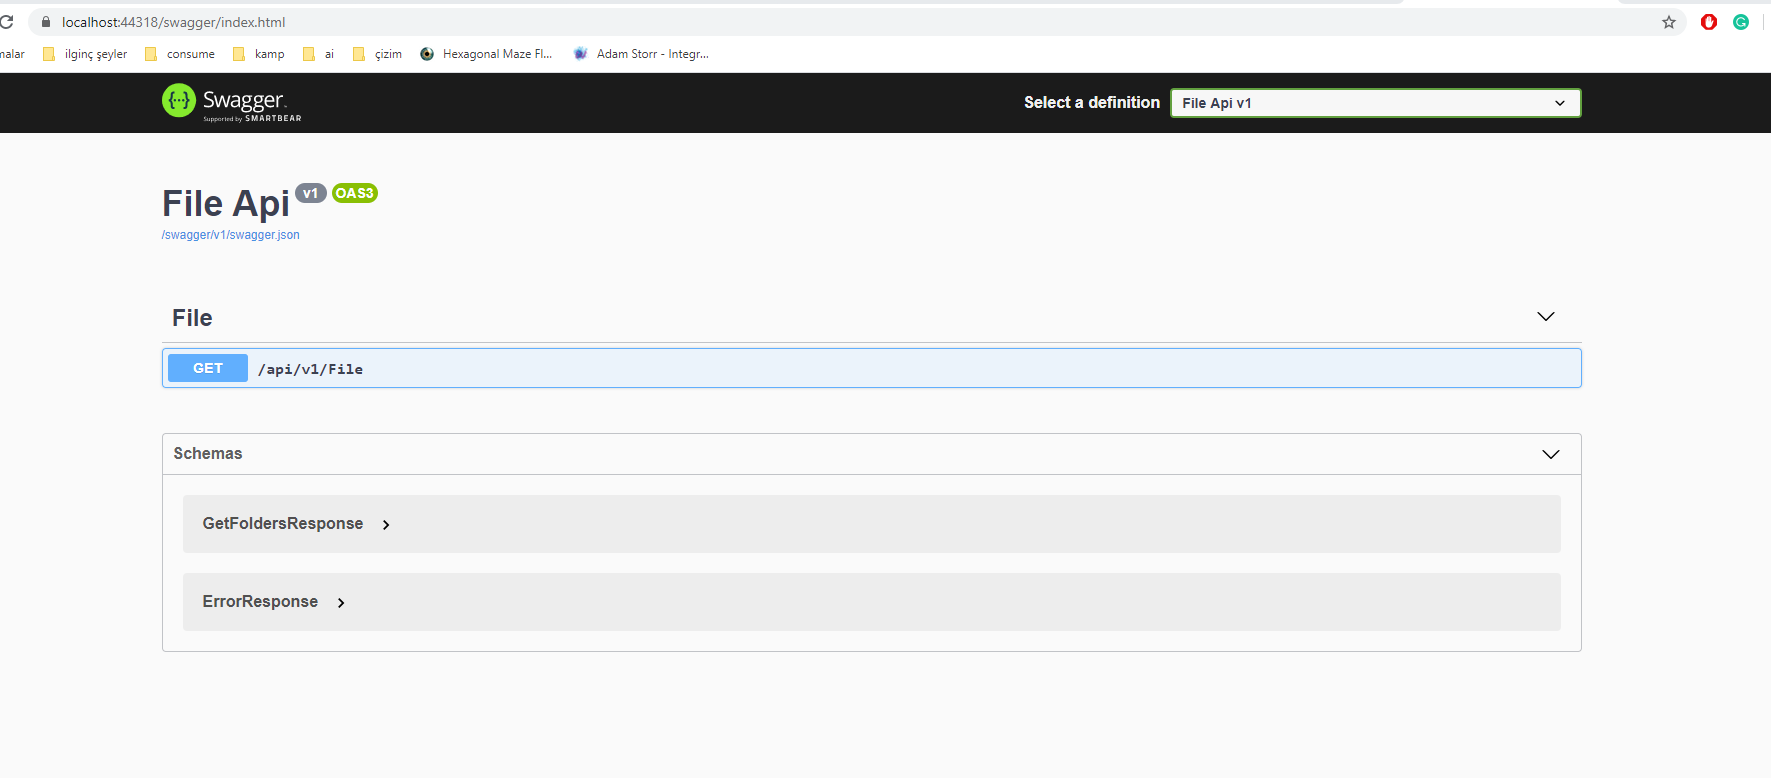 localhost:44318/swagger/index.html
malar ilginç şeyler consume kamp ai çizim Hexagonal Maze Fl... Adam Storr - Integr...
{··} Swagger. Select a definition File Api v1
Supported by SMARTBEAR
File Api v1 OAS3
/swagger/v1/swagger.json
File
GET /api/v1/File
Schemas
GetFoldersResponse
ErrorResponse